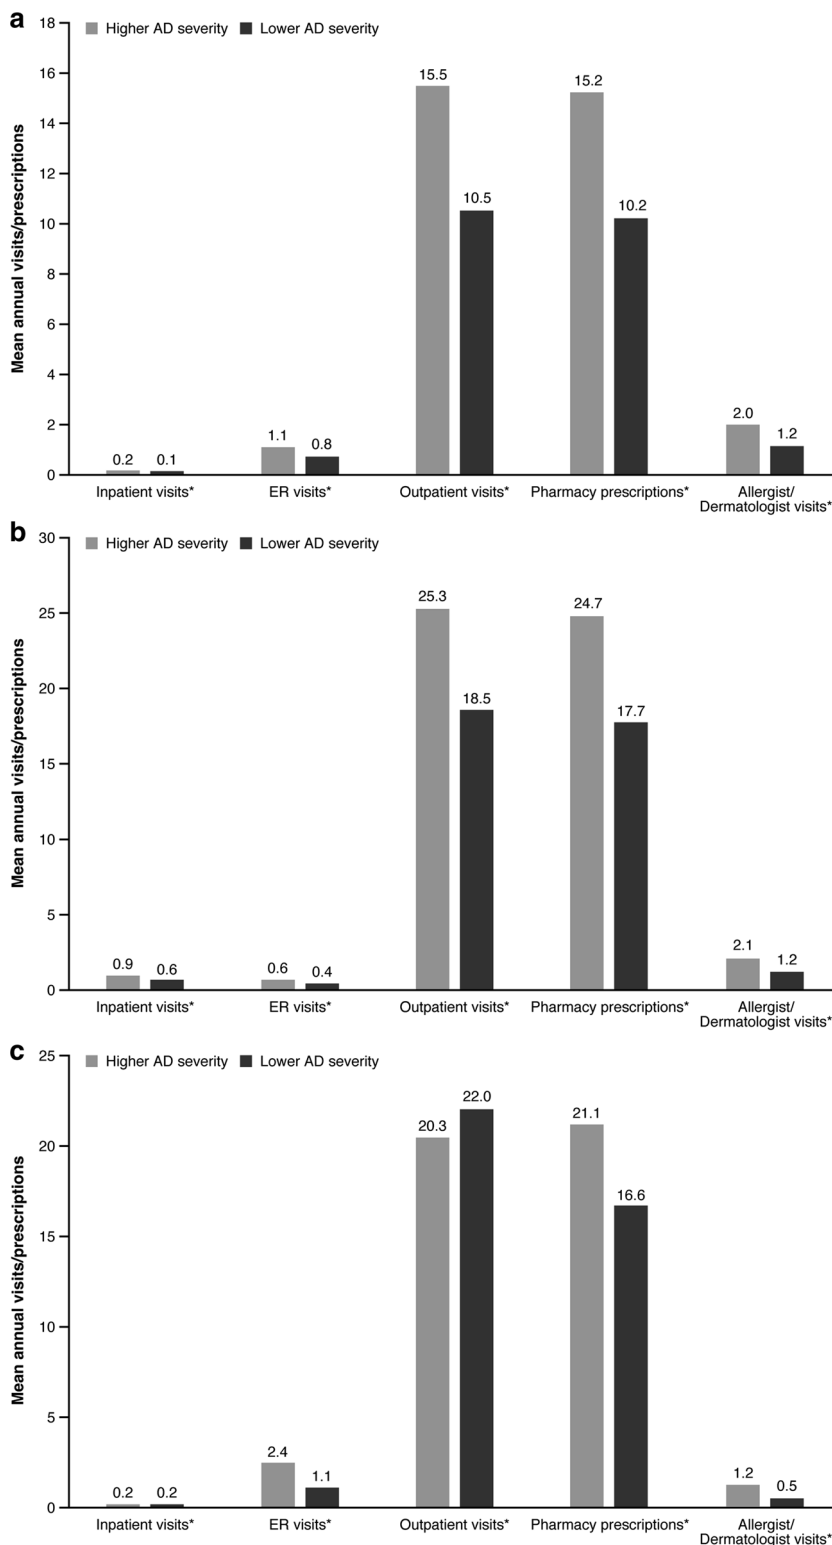 a
Higher AD severity Lower AD severity
Mean annual visits/prescriptions
18
16
14
12
10
8
6
4
2
0
0.2 0.1
1.1 0.8
15.5 10.5
15.2 10.2
2.0 1.2
Inpatient visits* ER visits* Outpatient visits* Pharmacy prescriptions* Allergist/
Dermatologist visits*
b
Higher AD severity Lower AD severity
Mean annual visits/prescriptions
30
25
20
15
10
5
0
0.9 0.6
0.6 0.4
25.3 18.5
24.7 17.7
2.1 1.2
Inpatient visits* ER visits* Outpatient visits* Pharmacy prescriptions* Allergist/
Dermatologist visits*
c
Higher AD severity Lower AD severity
Mean annual visits/prescriptions
25
20
15
10
5
0
0.2 0.2
2.4 1.1
20.3 22.0
21.1 16.6
1.2 0.5
Inpatient visits* ER visits* Outpatient visits* Pharmacy prescriptions* Allergist/
Dermatologist visits*